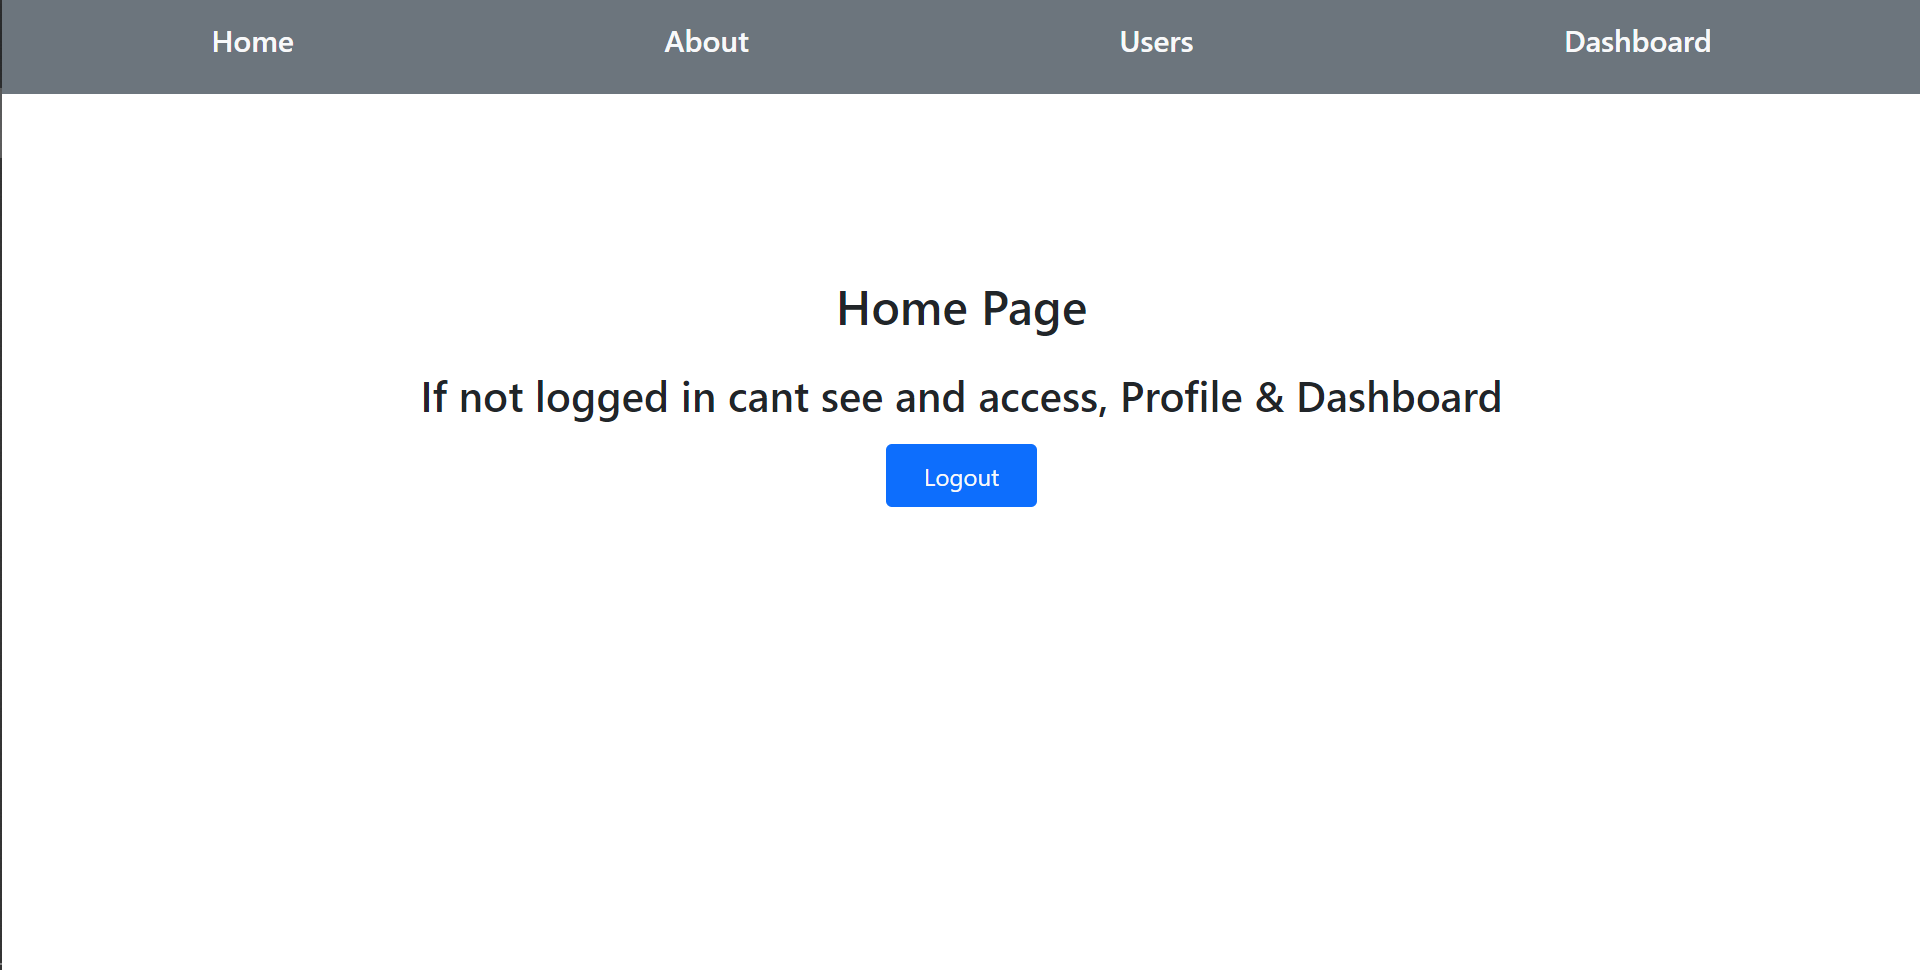 Home About Users Dashboard
Home Page
If not logged in cant see and access, Profile & Dashboard
Logout